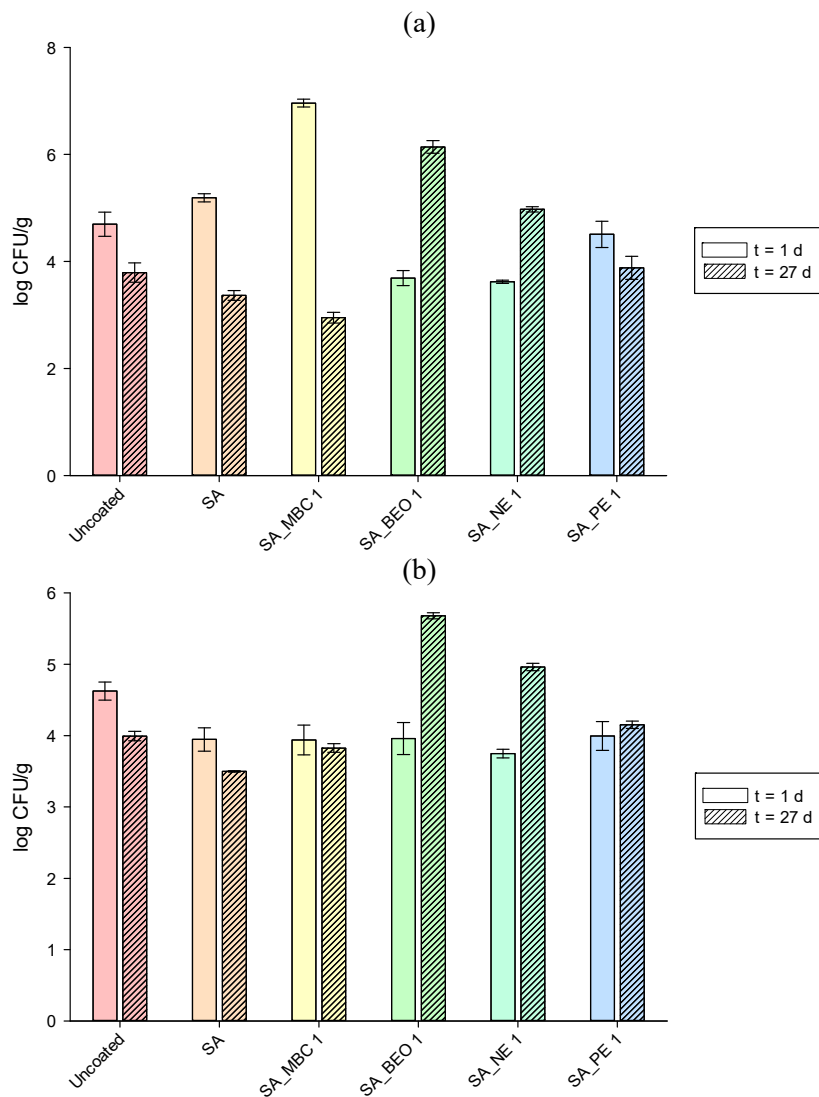 (a)
8
6
4
2
0
log CFU/g
Uncoated
SA
SA_MBC 1
SA_BEO 1
SA_NE 1
SA_PE 1
t = 1 d
t = 27 d
(b)
6
5
4
3
2
1
0
log CFU/g
Uncoated
SA
SA_MBC 1
SA_BEO 1
SA_NE 1
SA_PE 1
t = 1 d
t = 27 d